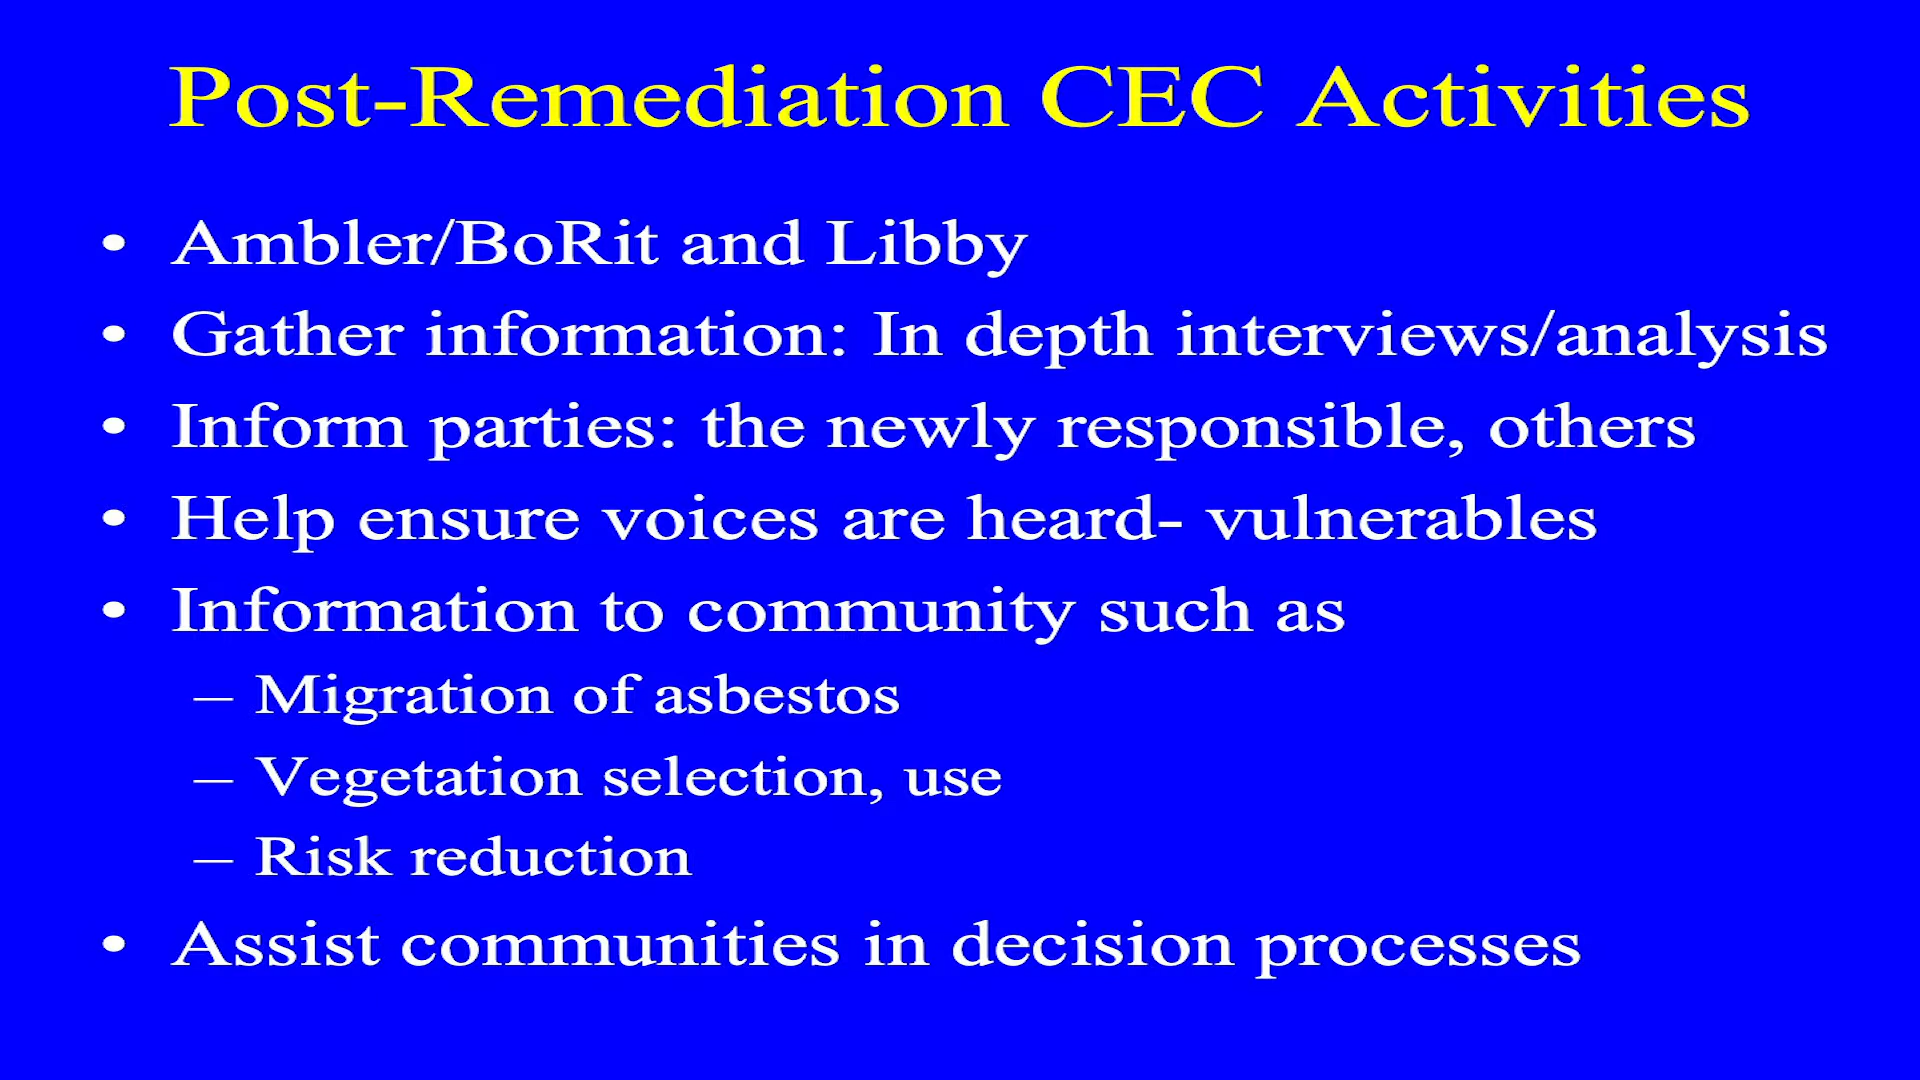 Post-Remediation CEC Activities
• Ambler/BoRit and Libby
• Gather information: In depth interviews/analysis
• Inform parties: the newly responsible, others
• Help ensure voices are heard- vulnerables
• Information to community such as
– Migration of asbestos
– Vegetation selection, use
– Risk reduction
• Assist communities in decision processes